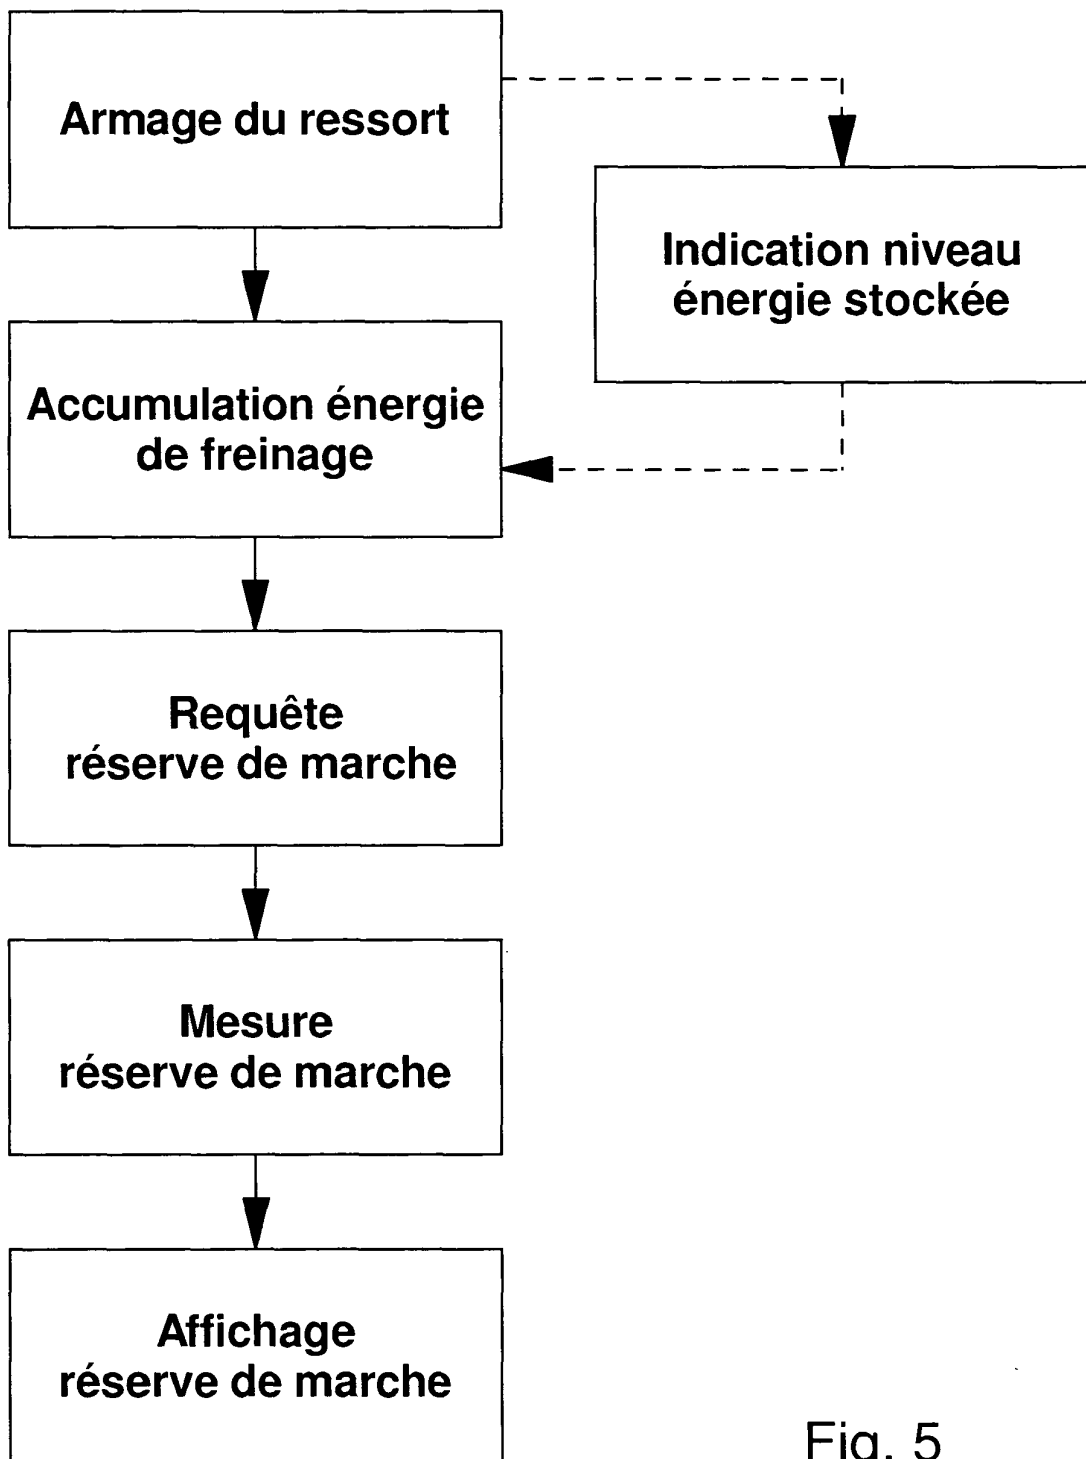 Armage du ressort
Indication niveau
énergie stockée
Accumulation énergie
de freinage
Requête
réserve de marche
Mesure
réserve de marche
Affichage
réserve de marche
Fig. 5